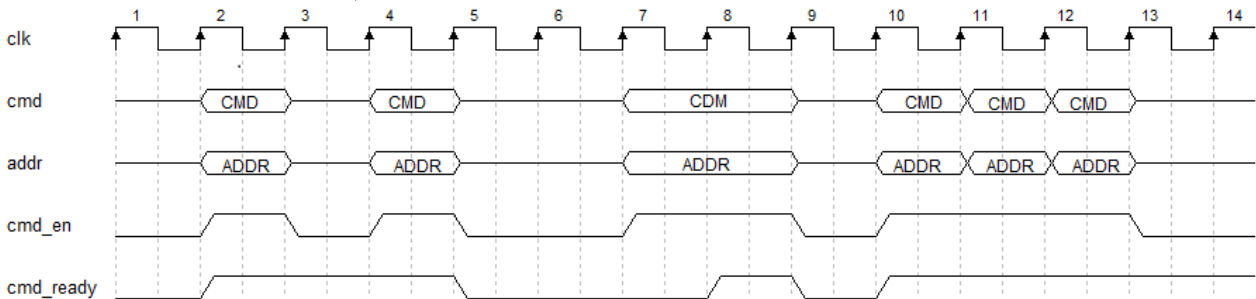 1 2 3 4 5 6 7 8 9 10 11 12 13 14
clk
cmd CMD CMD CDM CMD CMD CMD
addr ADDR ADDR ADDR ADDR ADDR ADDR
cmd_en
cmd_ready